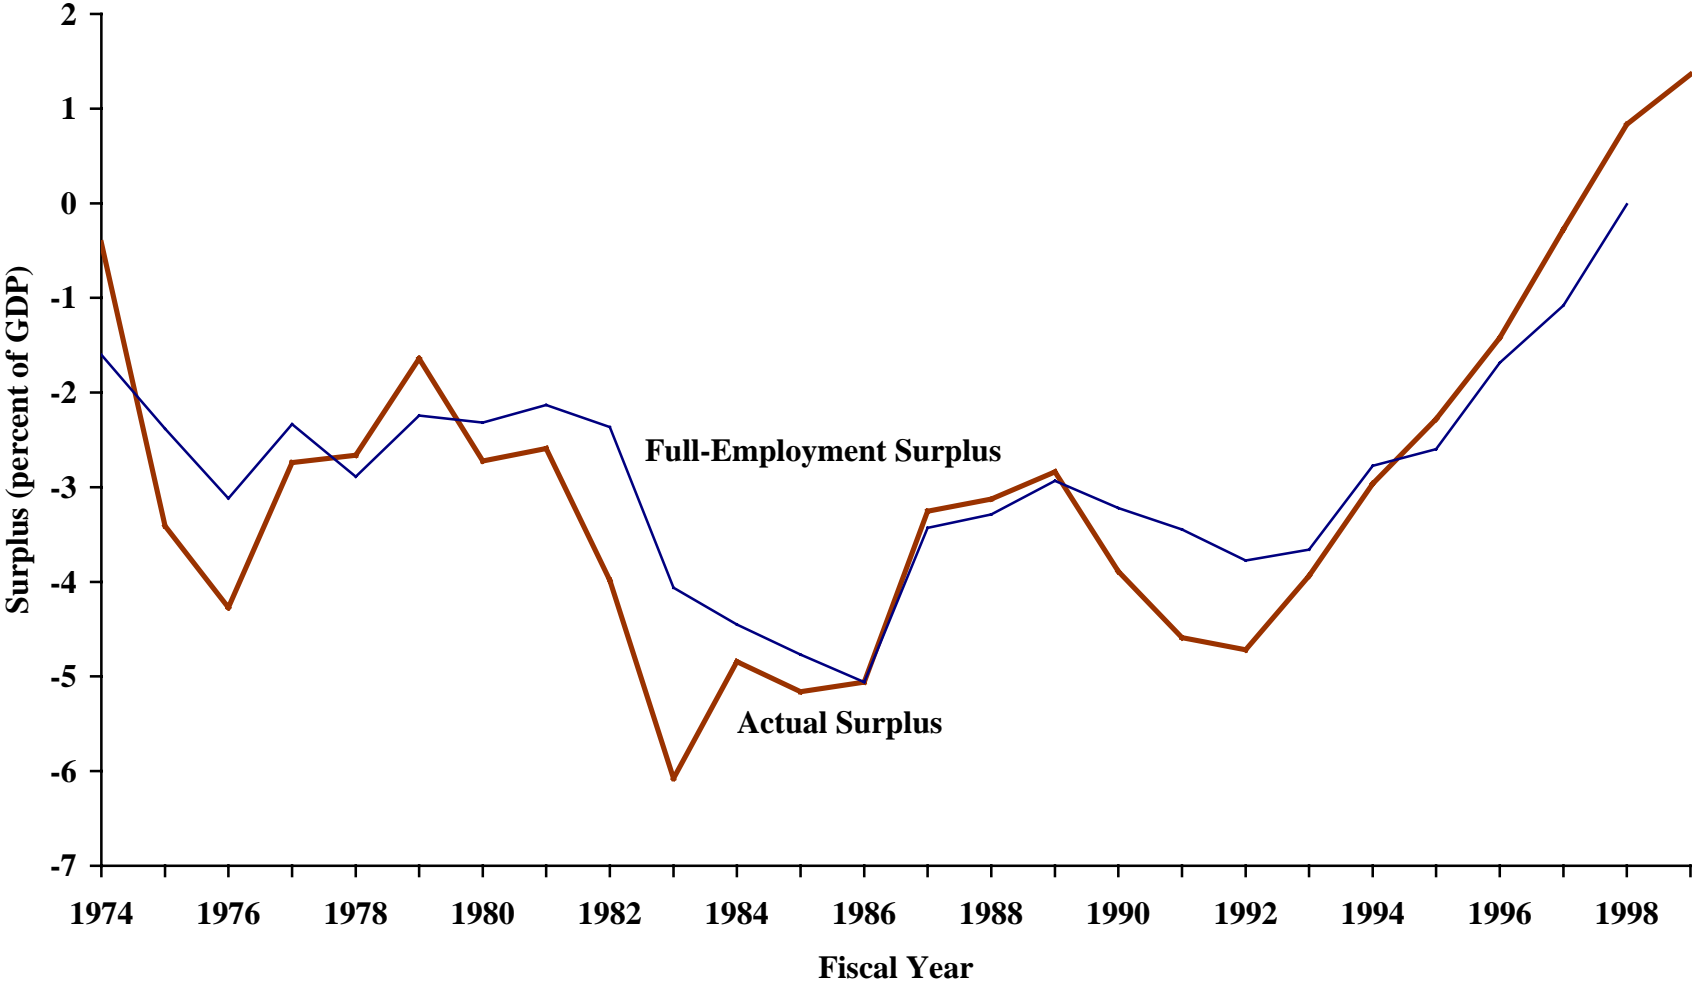 2
1
0
-1
-2
-3
-4
-5
-6
-7
Surplus (percent of GDP)
Full-Employment Surplus
Actual Surplus
1974 1976 1978 1980 1982 1984 1986 1988 1990 1992 1994 1996 1998
Fiscal Year